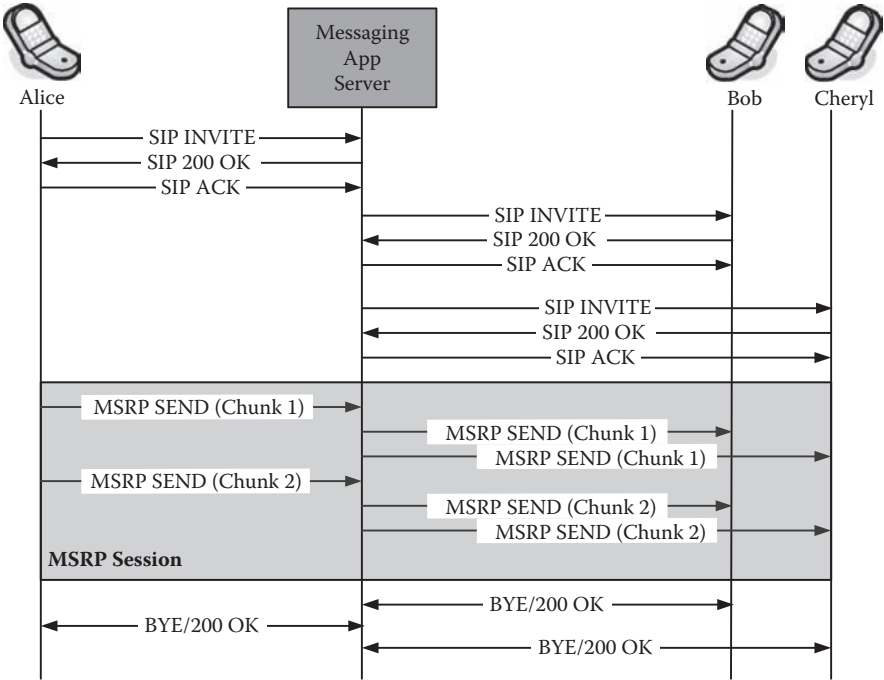 Messaging
App
Server
Alice
Bob
Cheryl
SIP INVITE
SIP 200 OK
SIP ACK
SIP INVITE
SIP 200 OK
SIP ACK
SIP INVITE
SIP 200 OK
SIP ACK
MSRP SEND (Chunk 1)
MSRP SEND (Chunk 1)
MSRP SEND (Chunk 1)
MSRP SEND (Chunk 2)
MSRP SEND (Chunk 2)
MSRP SEND (Chunk 2)
MSRP Session
BYE/200 OK
BYE/200 OK
BYE/200 OK